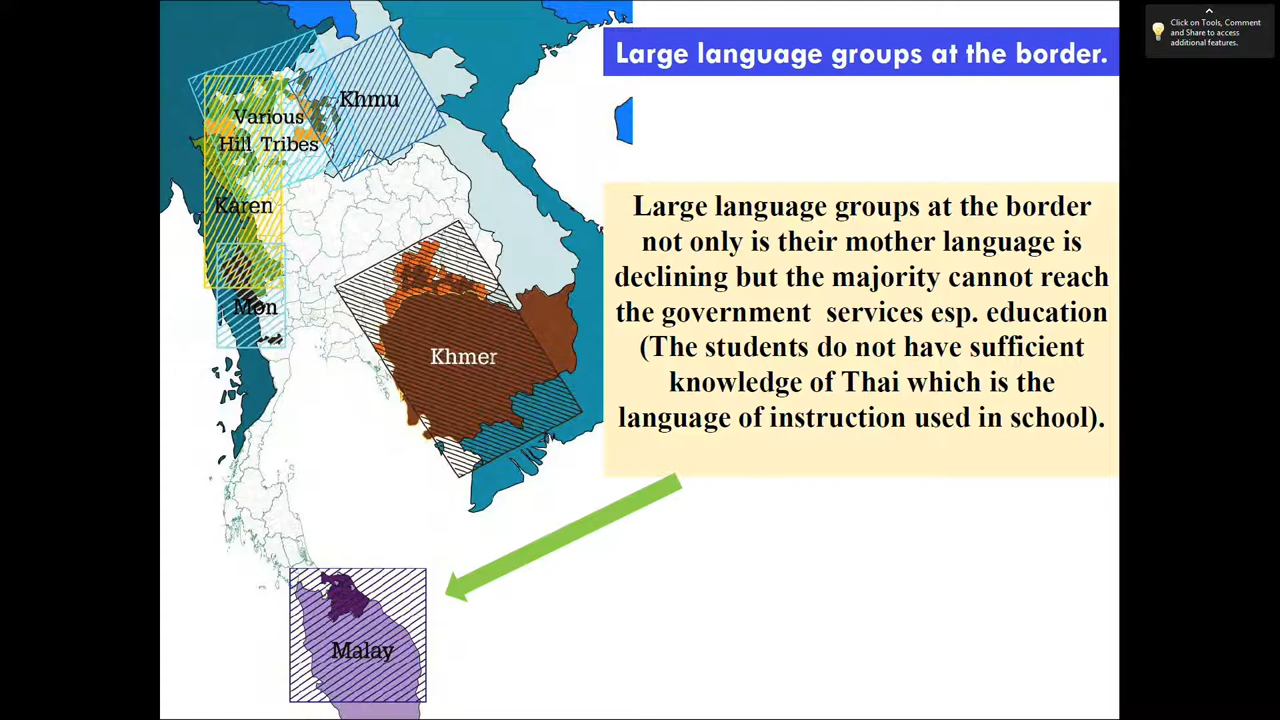 Large language groups at the border.
Click on Tools, Comment
and Share to access
additional features.
Khmu
Various
Hill Tribes
Karen
Mon
Khmer
Malay
Large language groups at the border
not only is their mother language is
declining but the majority cannot reach
the government services esp. education
(The students do not have sufficient
knowledge of Thai which is the
language of instruction used in school).